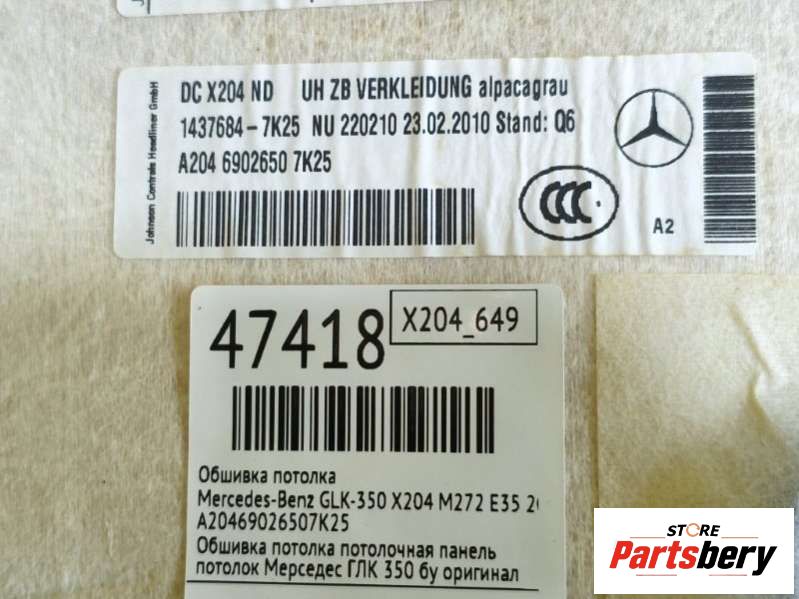 Johnson Controls Headliner GmbH
DC X204 ND UH ZB VERKLEIDUNG alpacagrau
1437684-7K25 NU 220210 23.02.2010 Stand: Q6
A204 6902650 7K25
CCC
A2
47418
X204_649
Обшивка потолка
Mercedes-Benz GLK-350 X204 M272 E35
A20469026507K25
Обшивка потолка потолочная панель
потолок Мерседес ГЛК 350 бу оригинал
STORE
Partsbery